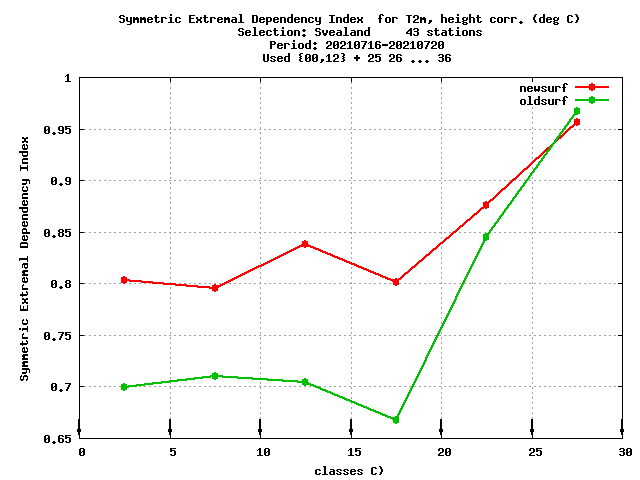 Symmetric Extremal Dependency Index  for T2m, height corr. (deg C)
Selection: Svealand     43 stations
Period: 20210716-20210720
Used {00,12} + 25 26 ... 36
newsurf
oldsurf
1
0.95
0.9
0.85
0.8
0.75
0.7
0.65
Symmetric Extremal Dependency Index
0 5 10 15 20 25 30
classes C)